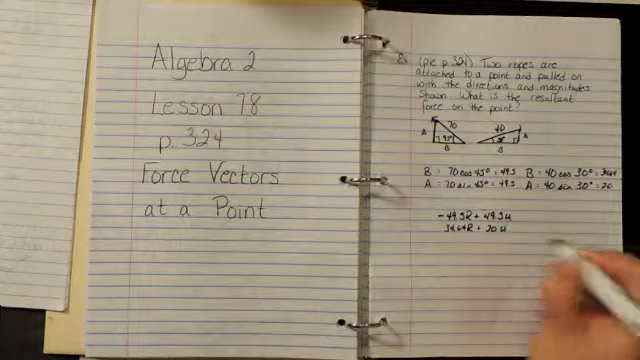 Algebra 2
Lesson 78
p. 324
Force Vectors
at a Point
Ex (pic p.324) Two ropes are
attached to a point and pulled on
with the directions and magnitudes
shown. What is the resultant
force on the point?
70
A
45°
B
40
A
B
B = 70 cos 45° = 49.5 B = 40 cos 30° = 34.64
A = 70 sin 45° = 49.5 A = 40 sin 30° = 20
-49.5R + 49.5U
34.64R + 20U